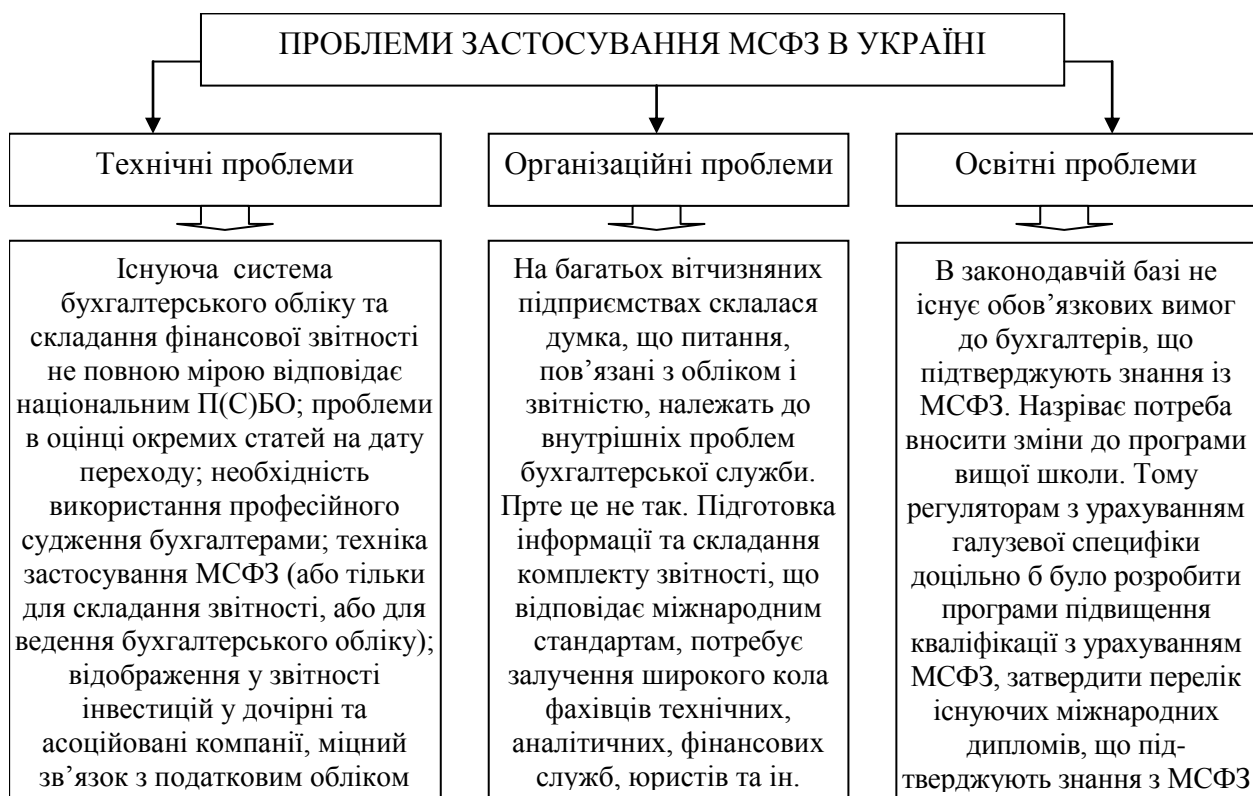 ПРОБЛЕМИ ЗАСТОСУВАННЯ МСФЗ В УКРАЇНІ
Технічні проблеми
Існуюча система
бухгалтерського обліку та
складання фінансової звітності
не повною мірою відповідає
національним П(С)БО; проблеми
в оцінці окремих статей на дату
переходу; необхідність
використання професійного
судження бухгалтерами; техніка
застосування МСФЗ (або тільки
для складання звітності, або для
ведення бухгалтерського обліку);
відображення у звітності
інвестицій у дочірні та
асоційовані компанії, міцний
зв’язок з податковим обліком
Організаційні проблеми
На багатьох вітчизняних
підприємствах склалася
думка, що питання,
пов’язані з обліком і
звітністю, належать до
внутрішніх проблем
бухгалтерської служби.
Прте це не так. Підготовка
інформації та складання
комплекту звітності, що
відповідає міжнародним
стандартам, потребує
залучення широкого кола
фахівців технічних,
аналітичних, фінансових
служб, юристів та ін.
Освітні проблеми
В законодавчій базі не
існує обов’язкових вимог
до бухгалтерів, що
підтверджують знання із
МСФЗ. Назріває потреба
вносити зміни до програми
вищої школи. Тому
регуляторам з урахуванням
галузевої специфіки
доцільно б було розробити
програми підвищення
кваліфікації з урахуванням
МСФЗ, затвердити перелік
існуючих міжнародних
дипломів, що під-
тверджують знання з МСФЗ